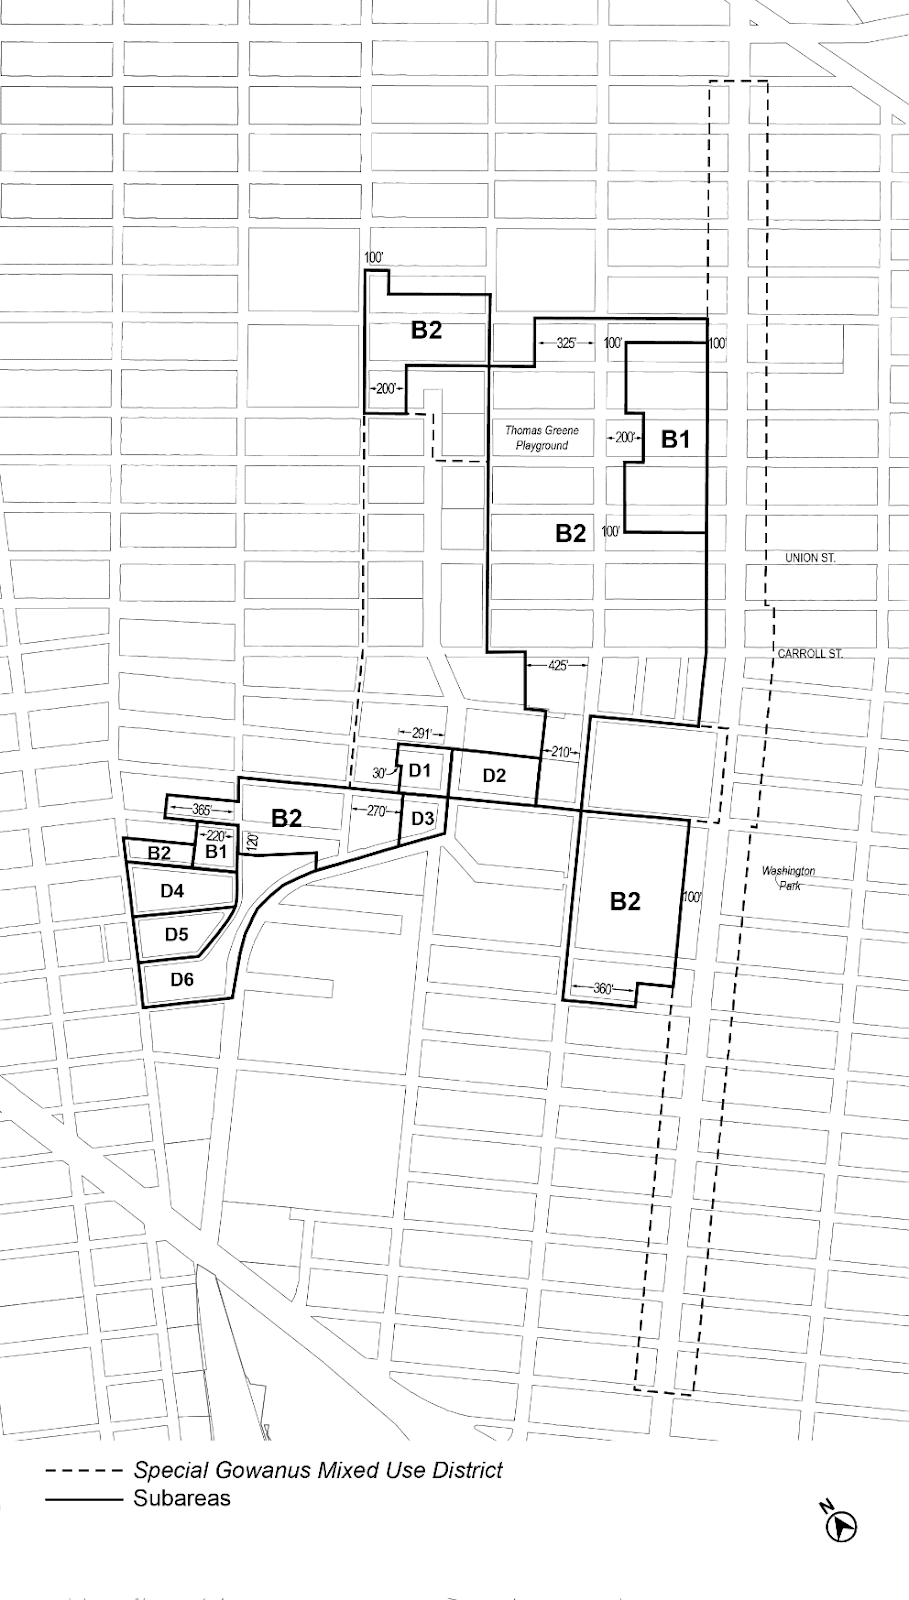 100'
B2
325'
100'
100'
200'
Thomas Greene
Playground
200'
B1
B2
100'
UNION ST.
CARROLL ST.
425'
291'
210'
30'
D1
D2
365'
B2
270'
D3
220'
120'
B2
B1
D4
Washington
Park
B2
100'
D5
D6
360'
Special Gowanus Mixed Use District
Subareas
N